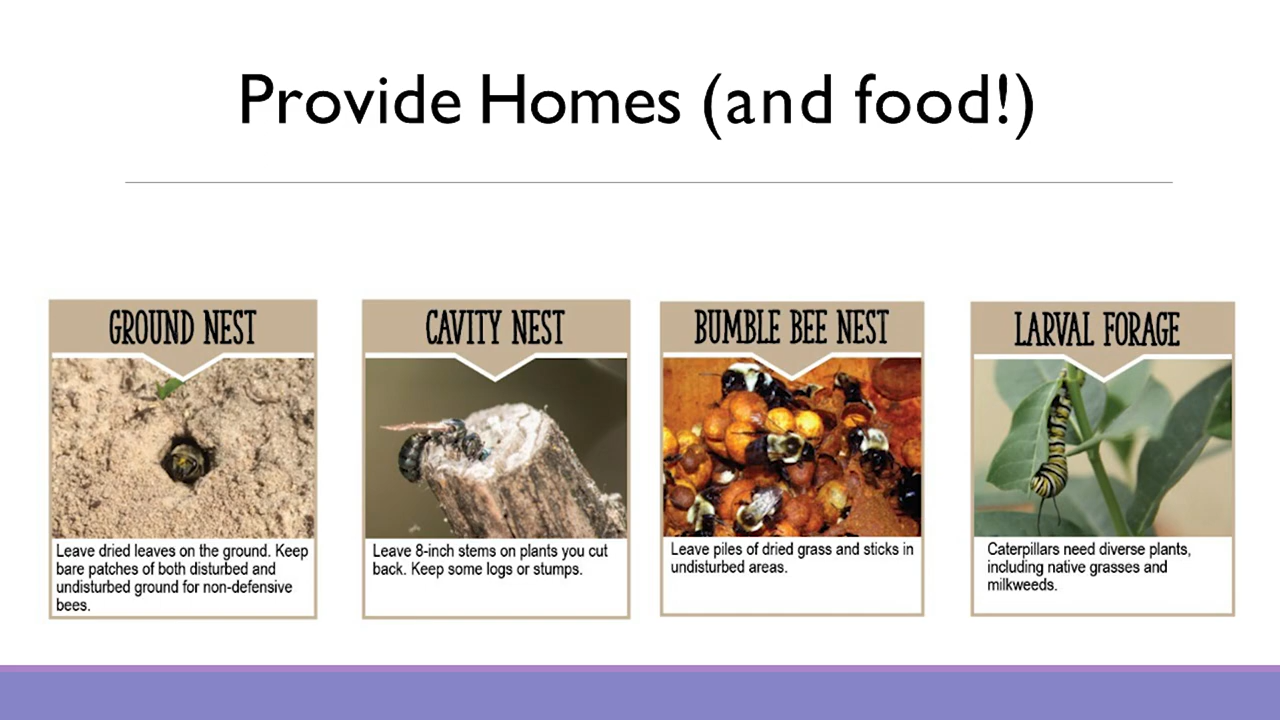 Provide Homes (and food!)
GROUND NEST
Leave dried leaves on the ground. Keep
bare patches of both disturbed and
undisturbed ground for non-defensive
bees.
CAVITY NEST
Leave 8-inch stems on plants you cut
back. Keep some logs or stumps.
BUMBLE BEE NEST
Leave piles of dried grass and sticks in
undisturbed areas.
LARVAL FORAGE
Caterpillars need diverse plants,
including native grasses and
milkweeds.